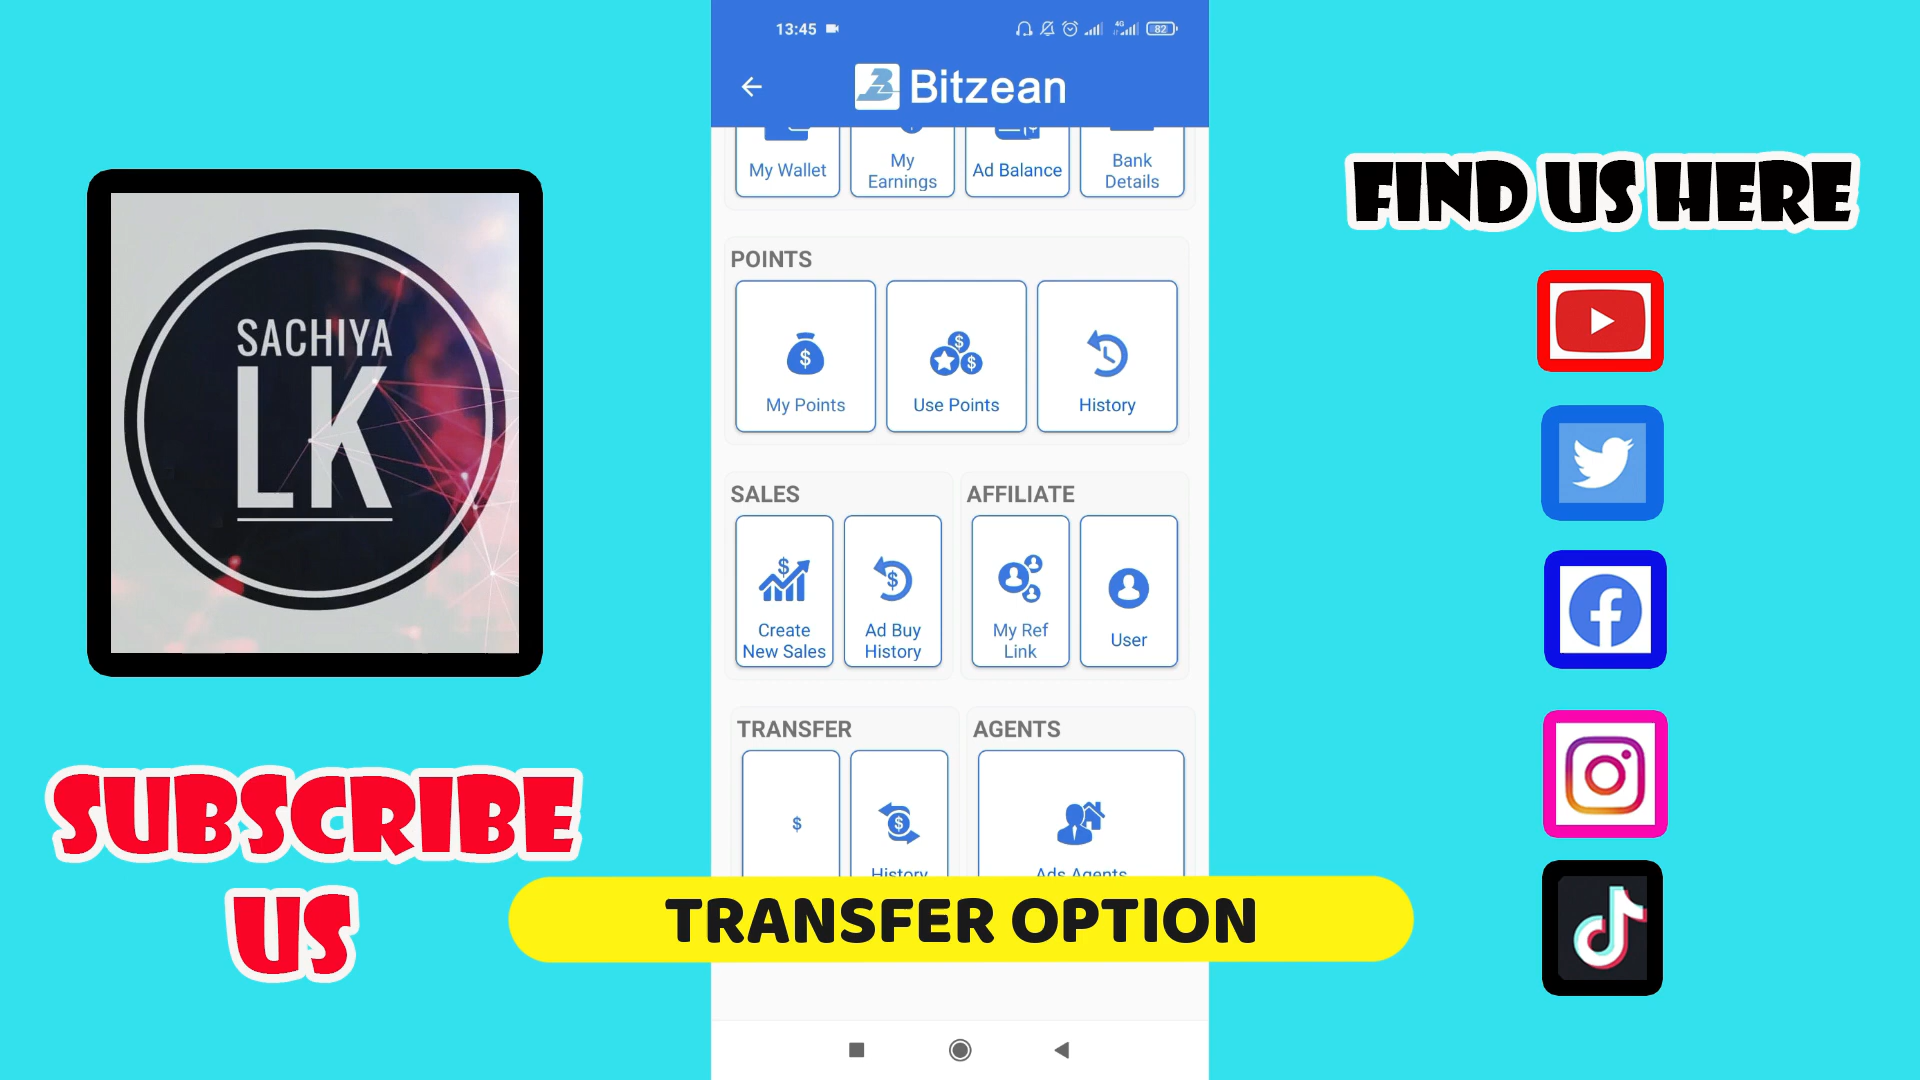 SACHIYA
LK
SUBSCRIBE
US
13:45
4G
82
Bitzean
My Wallet
My
Earnings
Ad Balance
Bank
Details
POINTS
My Points
Use Points
History
SALES
Create
New Sales
Ad Buy
History
AFFILIATE
My Ref
Link
User
TRANSFER
$
History
AGENTS
Ads Agents
TRANSFER OPTION
FIND US HERE